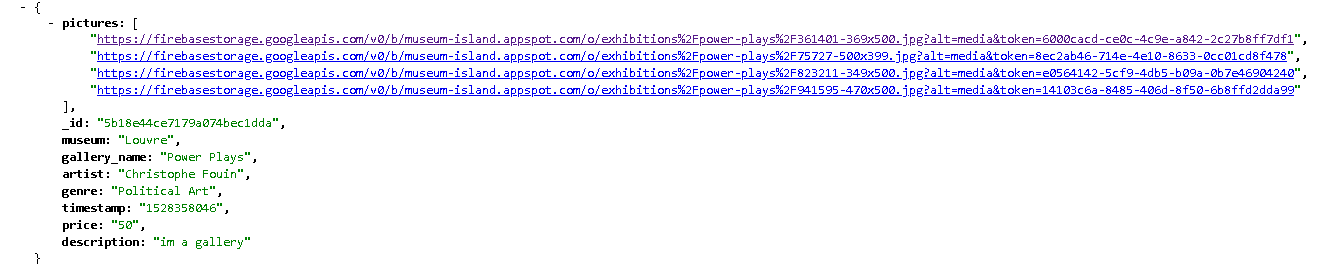 - {
- pictures: [
"https://firebasestorage.googleapis.com/v0/b/museum-island.appspot.com/o/exhibitions%2Fpower-plays%2F361401-369x500.jpg?alt=media&token=6000cacd-ce0c-4c9e-a842-2c27b8ff7df1",
"https://firebasestorage.googleapis.com/v0/b/museum-island.appspot.com/o/exhibitions%2Fpower-plays%2F75727-500x399.jpg?alt=media&token=8ec2ab46-714e-4e10-8633-0cc01cd8f478",
"https://firebasestorage.googleapis.com/v0/b/museum-island.appspot.com/o/exhibitions%2Fpower-plays%2F823211-349x500.jpg?alt=media&token=e0564142-5cf9-4db5-b09a-0b7e46904240",
"https://firebasestorage.googleapis.com/v0/b/museum-island.appspot.com/o/exhibitions%2Fpower-plays%2F941595-470x500.jpg?alt=media&token=14103c6a-8485-406d-8f50-6b8ffd2dda99"
],
_id: "5b18e44ce7179a074bec1dda",
museum: "Louvre",
gallery_name: "Power Plays",
artist: "Christophe Fouin",
genre: "Political Art",
timestamp: "1528358046",
price: "50",
description: "im a gallery"
}